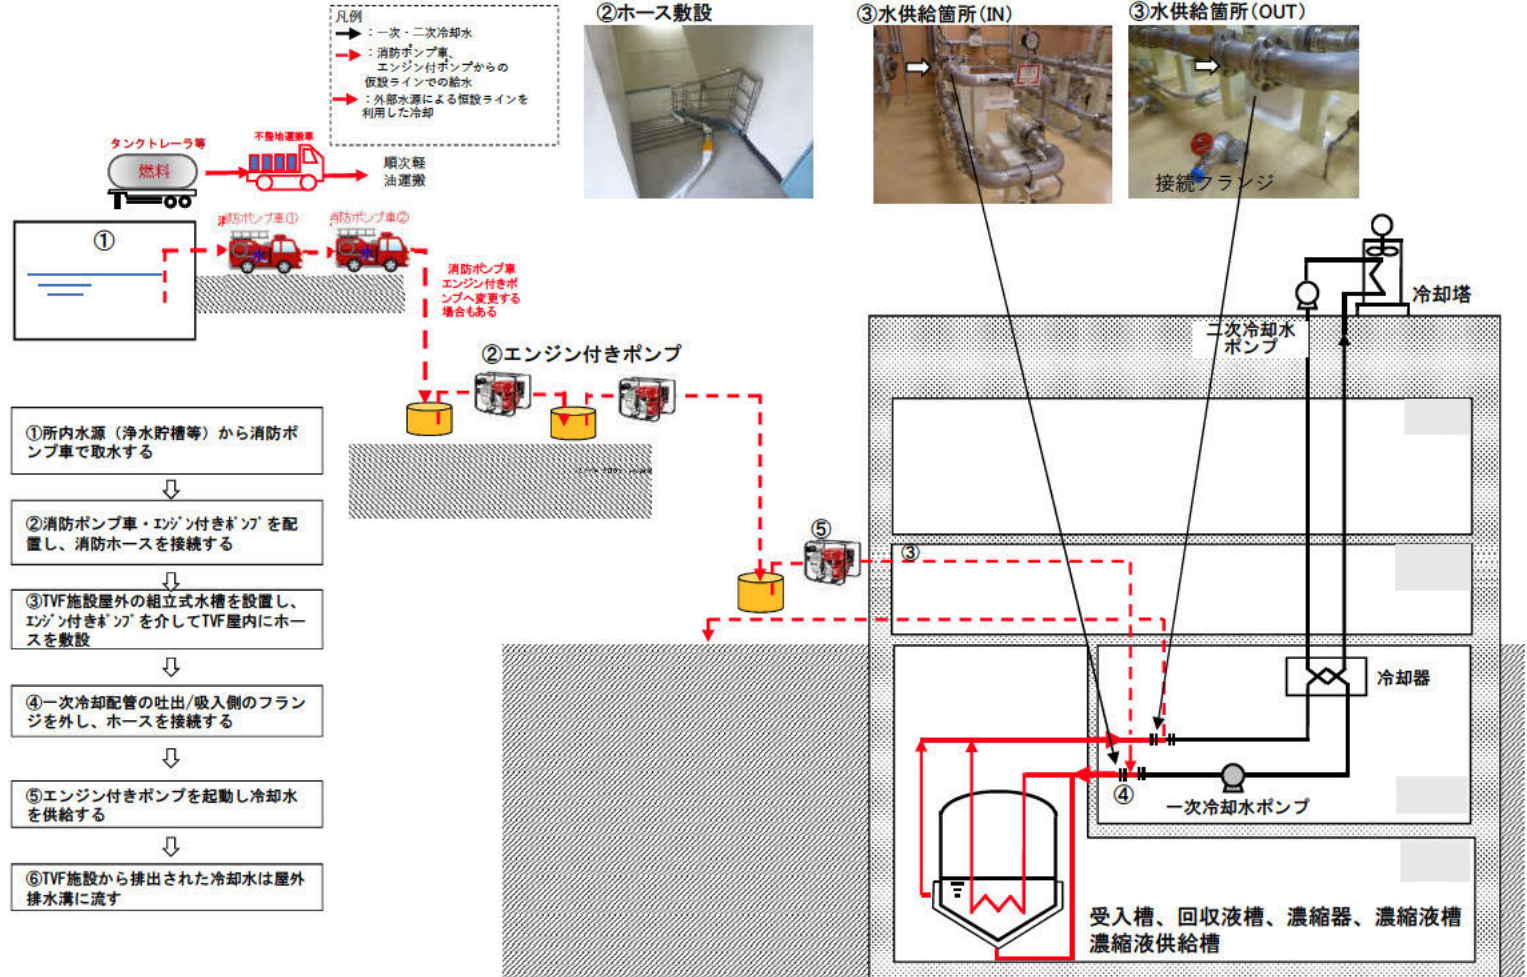 凡例
：一次・二次冷却水
：消防ポンプ車、
エンジン付ポンプからの
仮設ラインでの給水
：外部水源による恒設ラインを
利用した冷却
②ホース敷設
③水供給箇所(IN)
③水供給箇所(OUT)
接続フランジ
タンクトレーラ等
燃料
不整地運搬車
順次軽
油運搬
①
消防ポンプ車①
消防ポンプ車②
水
水
消防ポンプ車
エンジン付きポ
ンプへ変更する
場合もある
②エンジン付きポンプ
①所内水源（浄水貯槽等）から消防ポ
ンプ車で取水する
②消防ポンプ車・ｴﾝｼﾞﾝ付きﾎﾟﾝﾌﾟを配
置し、消防ホースを接続する
③TVF施設屋外の組立式水槽を設置し、
ｴﾝｼﾞﾝ付きﾎﾟﾝﾌﾟを介してTVF屋内にホー
スを敷設
④一次冷却配管の吐出/吸入側のフラン
ジを外し、ホースを接続する
⑤エンジン付きポンプを起動し冷却水
を供給する
⑥TVF施設から排出された冷却水は屋外
排水溝に流す
⑤
③
冷却塔
二次冷却水
ポンプ
冷却器
④
一次冷却水ポンプ
受入槽、回収液槽、濃縮器、濃縮液槽
濃縮液供給槽